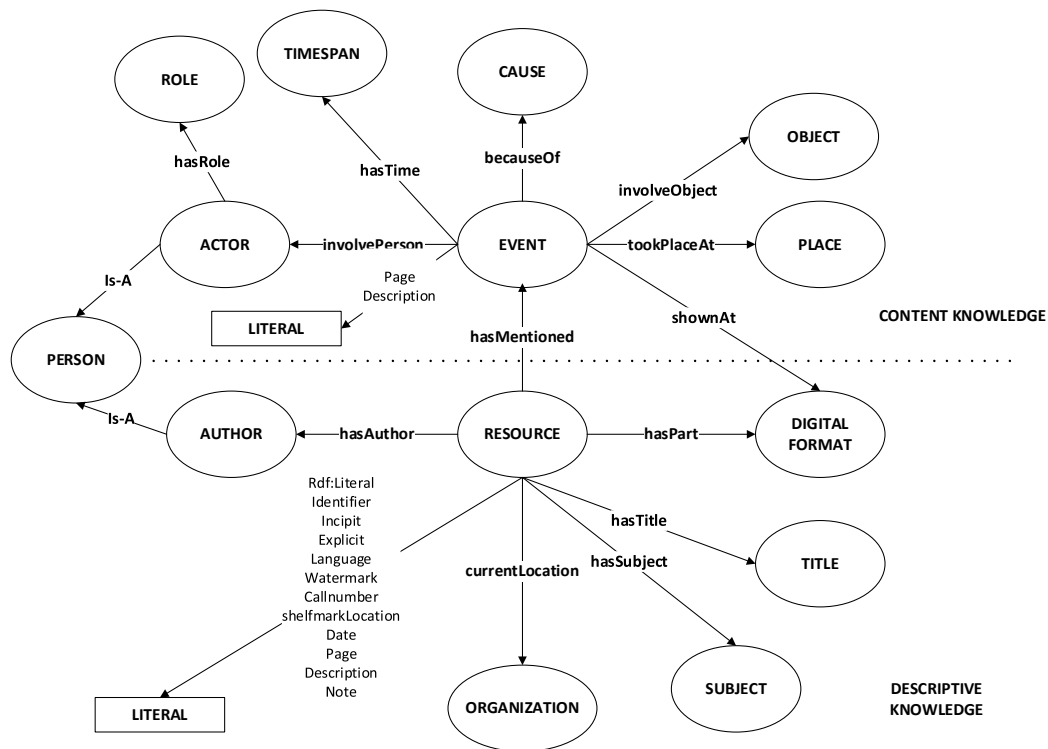 TIMESPAN
CAUSE
ROLE
OBJECT
becauseOf
hasRole
hasTime
involveObject
ACTOR
involvePerson
EVENT
tookPlaceAt
PLACE
Is-A
Page
Description
LITERAL
shownAt
CONTENT KNOWLEDGE
hasMentioned
PERSON
Is-A
AUTHOR
hasAuthor
RESOURCE
hasPart
DIGITAL
FORMAT
Rdf:Literal
Identifier
Incipit
Explicit
Language
Watermark
Callnumber
shelfmarkLocation
Date
Page
Description
Note
hasTitle
hasSubject
TITLE
currentLocation
SUBJECT
ORGANIZATION
LITERAL
DESCRIPTIVE
KNOWLEDGE